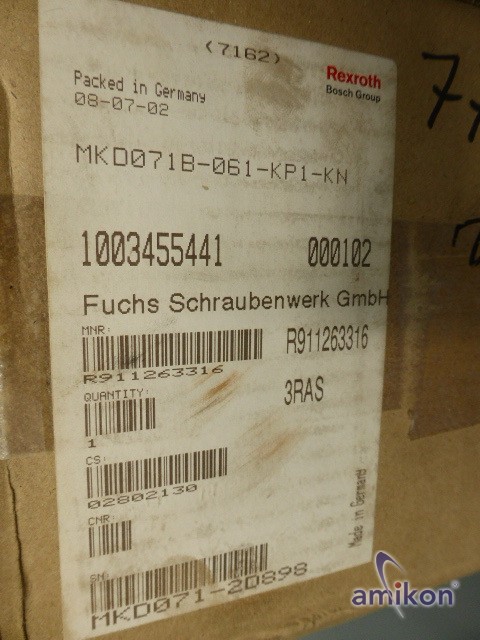 (7162)
Rexroth
Bosch Group
Packed in Germany
08-07-02
MKD071B-061-KP1-KN
1003455441 000102
Fuchs Schraubenwerk GmbH
MNR:
R911263316
R911263316
QUANTITY:
3RAS
1
CS:
02802130
CNR:
SN:
MKD071-2D898
Made in Germany
amikon®